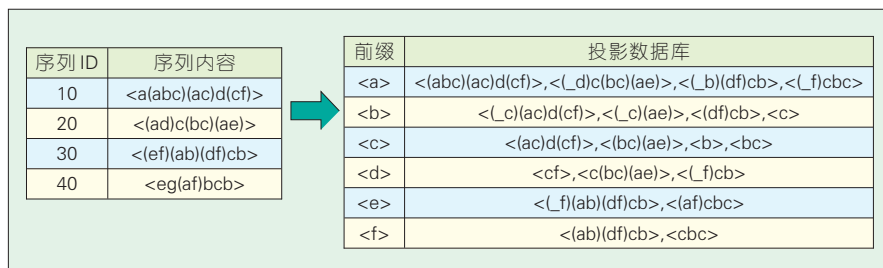 序列ID 序列内容
10 <a(abc)(ac)d(cf)>
20 <(ad)c(bc)(ae)>
30 <(ef)(ab)(df)cb>
40 <eg(af)bcb>
前缀 投影数据库
<a> <(abc)(ac)d(cf)>,<(_d)c(bc)(ae)>,<(_b)(df)cb>,<(_f)cbc>
<b> <(_c)(ac)d(cf)>,<(_c)(ae)>,<(df)cb>,<c>
<c> <(ac)d(cf)>,<(bc)(ae)>,<b>,<bc>
<d> <cf>,<c(bc)(ae)>,<(_f)cb>
<e> <(_f)(ab)(df)cb>,<(af)cbc>
<f> <(ab)(df)cb>,<cbc>